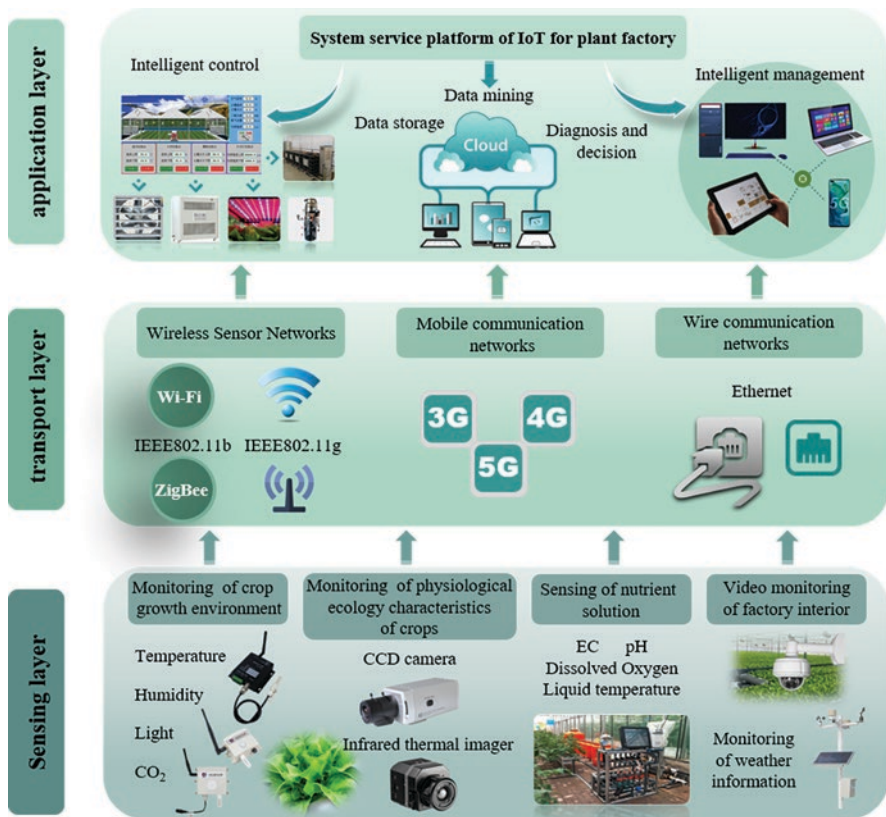 application layer
System service platform of IoT for plant factory
Intelligent control
Data mining
Data storage
Cloud
Diagnosis and
decision
Intelligent management
5G
transport layer
Wireless Sensor Networks
Wi-Fi
IEEE802.11b
IEEE802.11g
ZigBee
Mobile communication
networks
3G
4G
5G
Wire communication
networks
Ethernet
Sensing layer
Monitoring of crop
growth environment
Temperature
Humidity
Light
CO₂
Monitoring of physiological
ecology characteristics
of crops
CCD camera
Infrared thermal imager
Sensing of nutrient
solution
EC pH
Dissolved Oxygen
Liquid temperature
Video monitoring
of factory interior
Monitoring
of weather
information